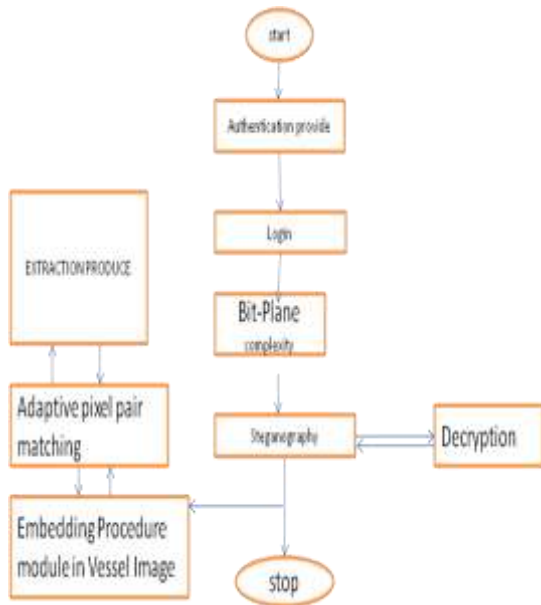 start
Authentication provide
Login
Bit-Plane
complexity
EXTRACTION PRODUCE
Adaptive pixel pair
matching
Steganography
Decryption
Embedding Procedure
module in Vessel Image
stop